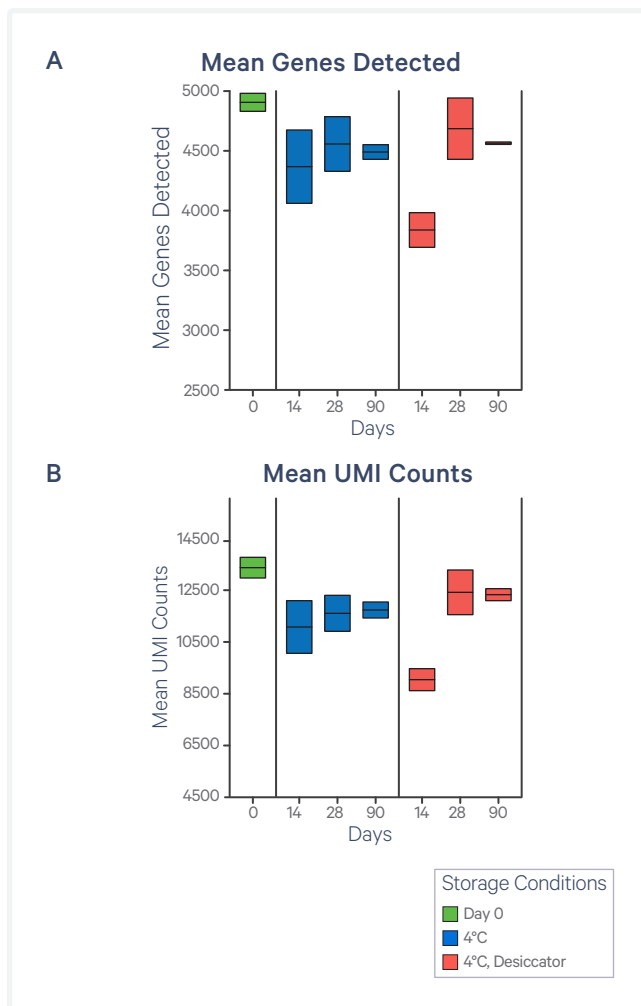 A
Mean Genes Detected
Mean Genes Detected
5000
4500
4000
3500
3000
2500
0
14
28
90
14
28
90
Days
B
Mean UMI Counts
Mean UMI Counts
14500
12500
10500
8500
6500
4500
0
14
28
90
14
28
90
Days
Storage Conditions
Day 0
4°C
4°C, Desiccator